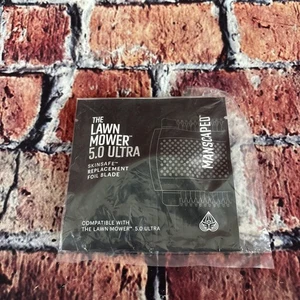 THE
LAWN
MOWER™
5.0 ULTRA
SKINSAFE™
REPLACEMENT
FOIL BLADE
MANSCAPED®
COMPATIBLE WITH
THE LAWN MOWER™ 5.0 ULTRA